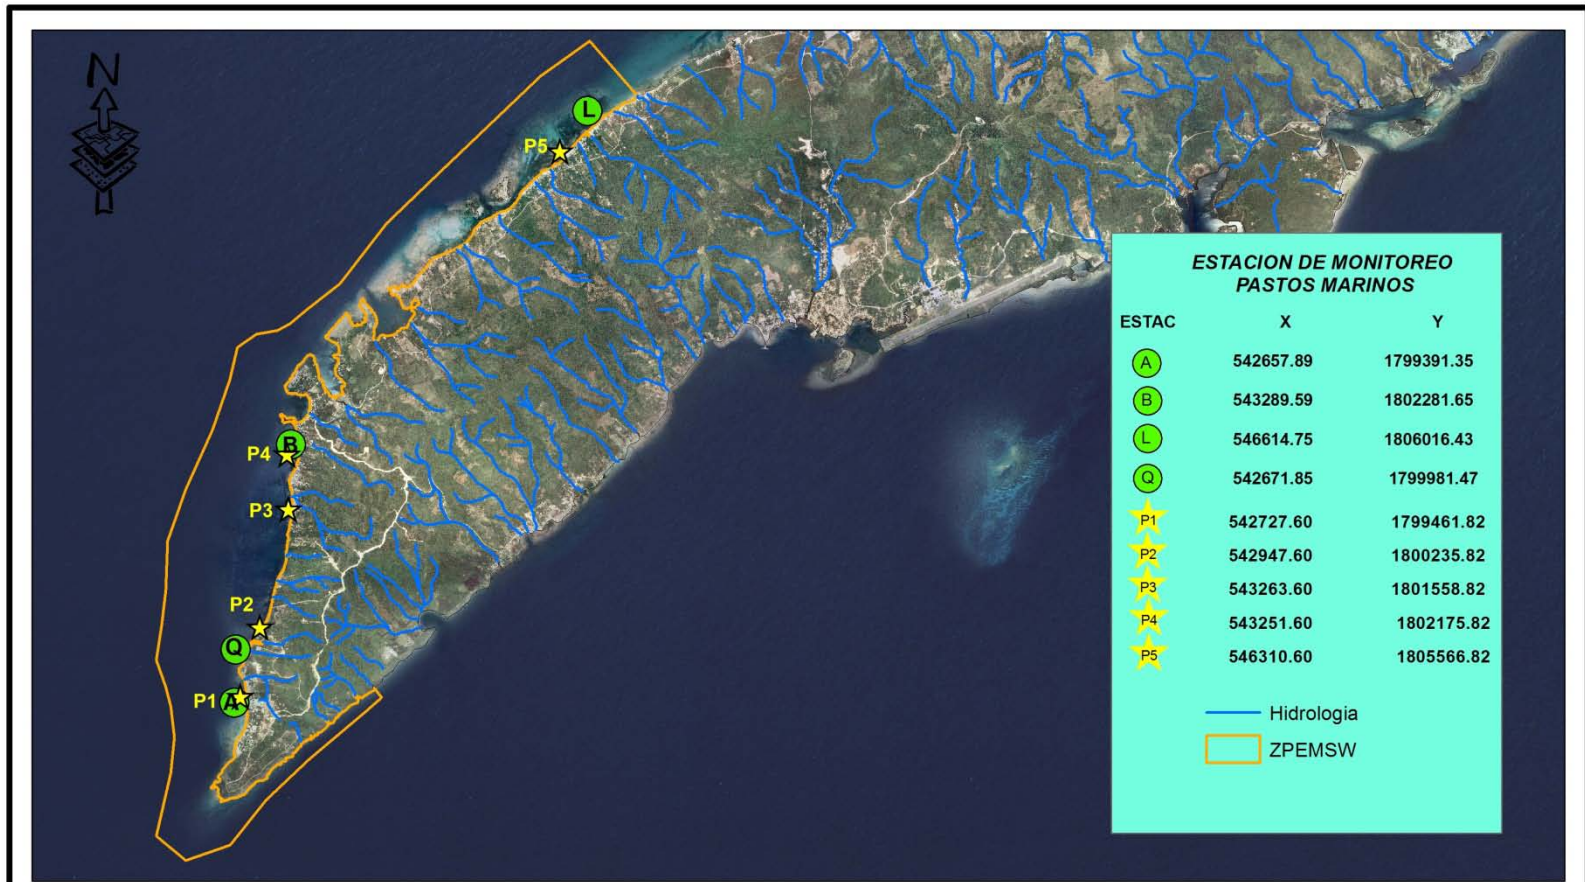 N
L
P5
B
P4
P3
P2
Q
P1
A
ESTACION DE MONITOREO
PASTOS MARINOS
ESTAC X Y
A 542657.89 1799391.35
B 543289.59 1802281.65
L 546614.75 1806016.43
Q 542671.85 1799981.47
P1 542727.60 1799461.82
P2 542947.60 1800235.82
P3 543263.60 1801558.82
P4 543251.60 1802175.82
P5 546310.60 1805566.82
Hidrologia
ZPEMSW